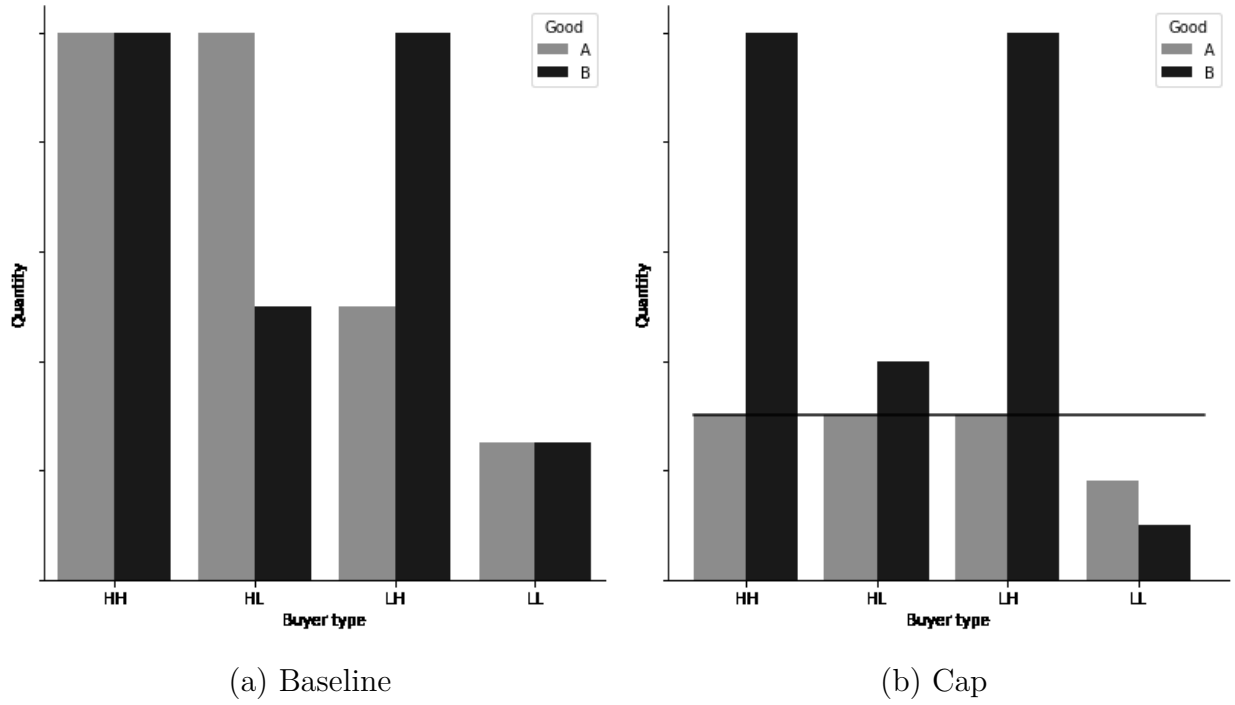 Good
A
B
Quantity
HH HL LH LL
Buyer type
(a) Baseline
Good
A
B
Quantity
HH HL LH LL
Buyer type
(b) Cap